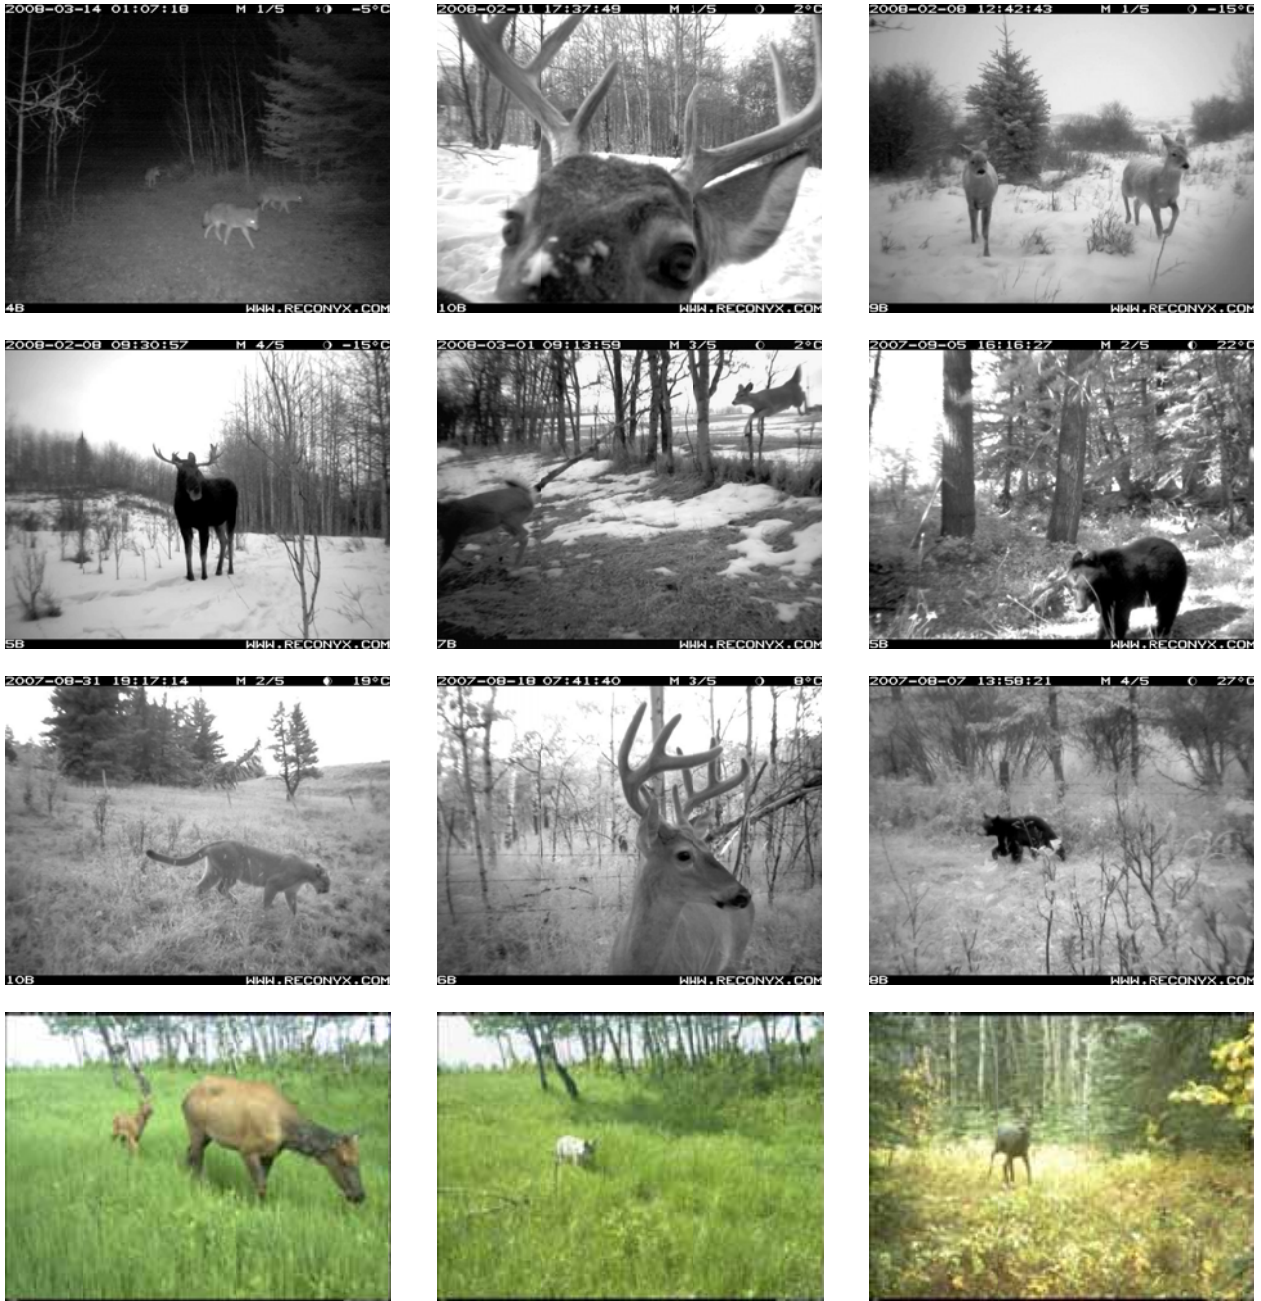 2008-03-14 01:07:18 M 1/5 -5°C
2008-02-11 17:37:49 M 1/5 2°C
2008-02-08 12:42:43 M 1/5 -15°C
4B WWW.RECONYX.COM
10B WWW.RECONYX.COM
9B WWW.RECONYX.COM
2008-02-08 09:30:57 M 4/5 -15°C
2008-03-01 09:13:59 M 3/5 2°C
2007-09-05 16:16:27 M 2/5 22°C
5B WWW.RECONYX.COM
7B WWW.RECONYX.COM
5B WWW.RECONYX.COM
2007-08-31 19:17:14 M 2/5 19°C
2007-08-18 07:41:40 M 3/5 8°C
2007-08-07 13:58:21 M 4/5 27°C
10B WWW.RECONYX.COM
6B WWW.RECONYX.COM
8B WWW.RECONYX.COM